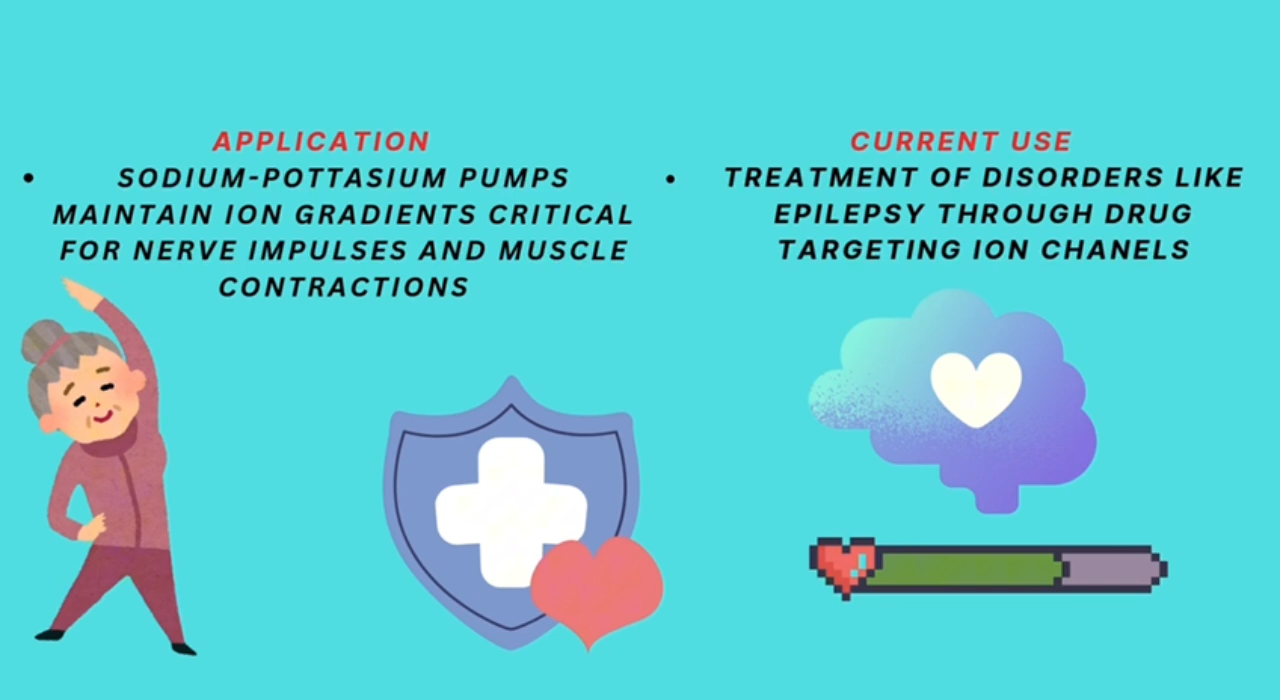 APPLICATION
• SODIUM-POTTASIUM PUMPS
MAINTAIN ION GRADIENTS CRITICAL
FOR NERVE IMPULSES AND MUSCLE
CONTRACTIONS
CURRENT USE
• TREATMENT OF DISORDERS LIKE
EPILEPSY THROUGH DRUG
TARGETING ION CHANELS